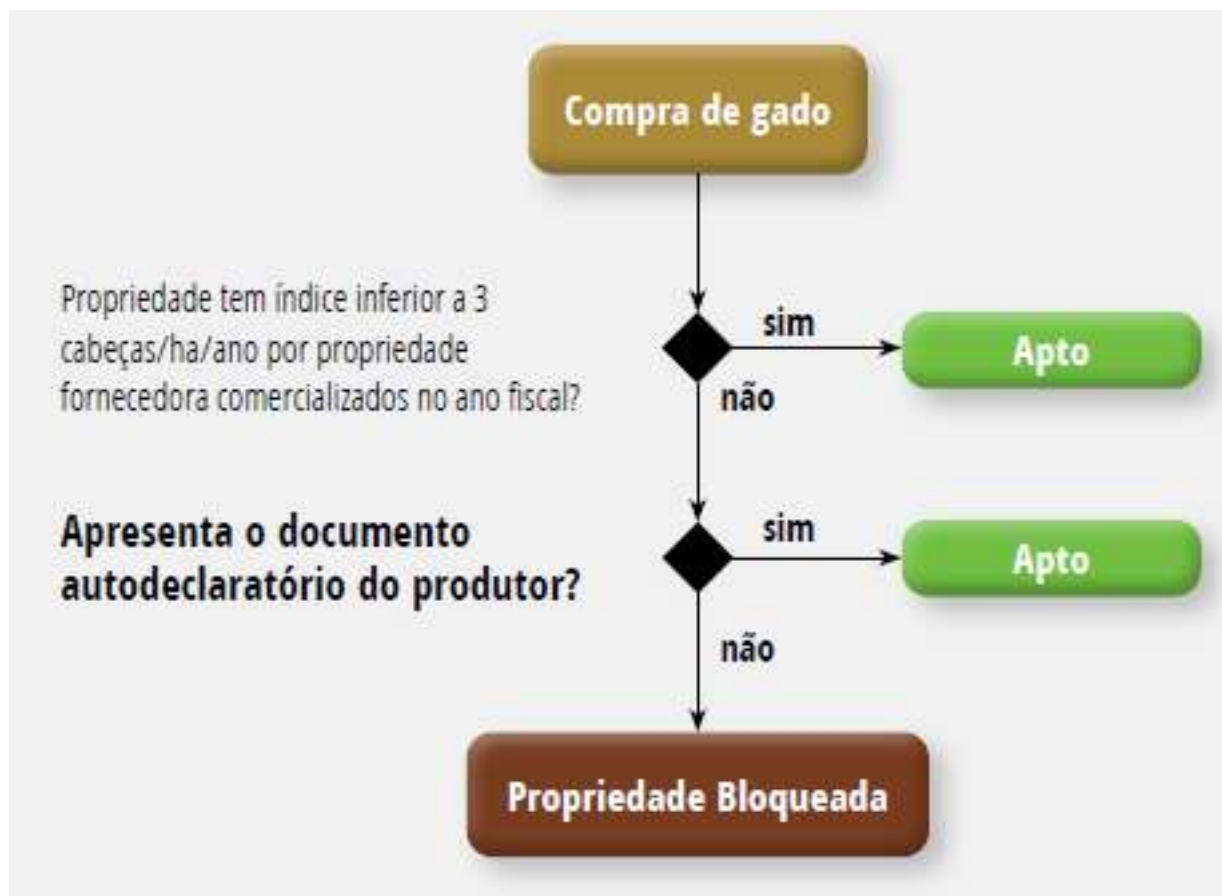 Compra de gado
Propriedade tem índice inferior a 3
cabeças/ha/ano por propriedade
fornecedora comercializados no ano fiscal?
sim
Apto
não
Apresenta o documento
autodeclaratório do produtor?
sim
Apto
não
Propriedade Bloqueada